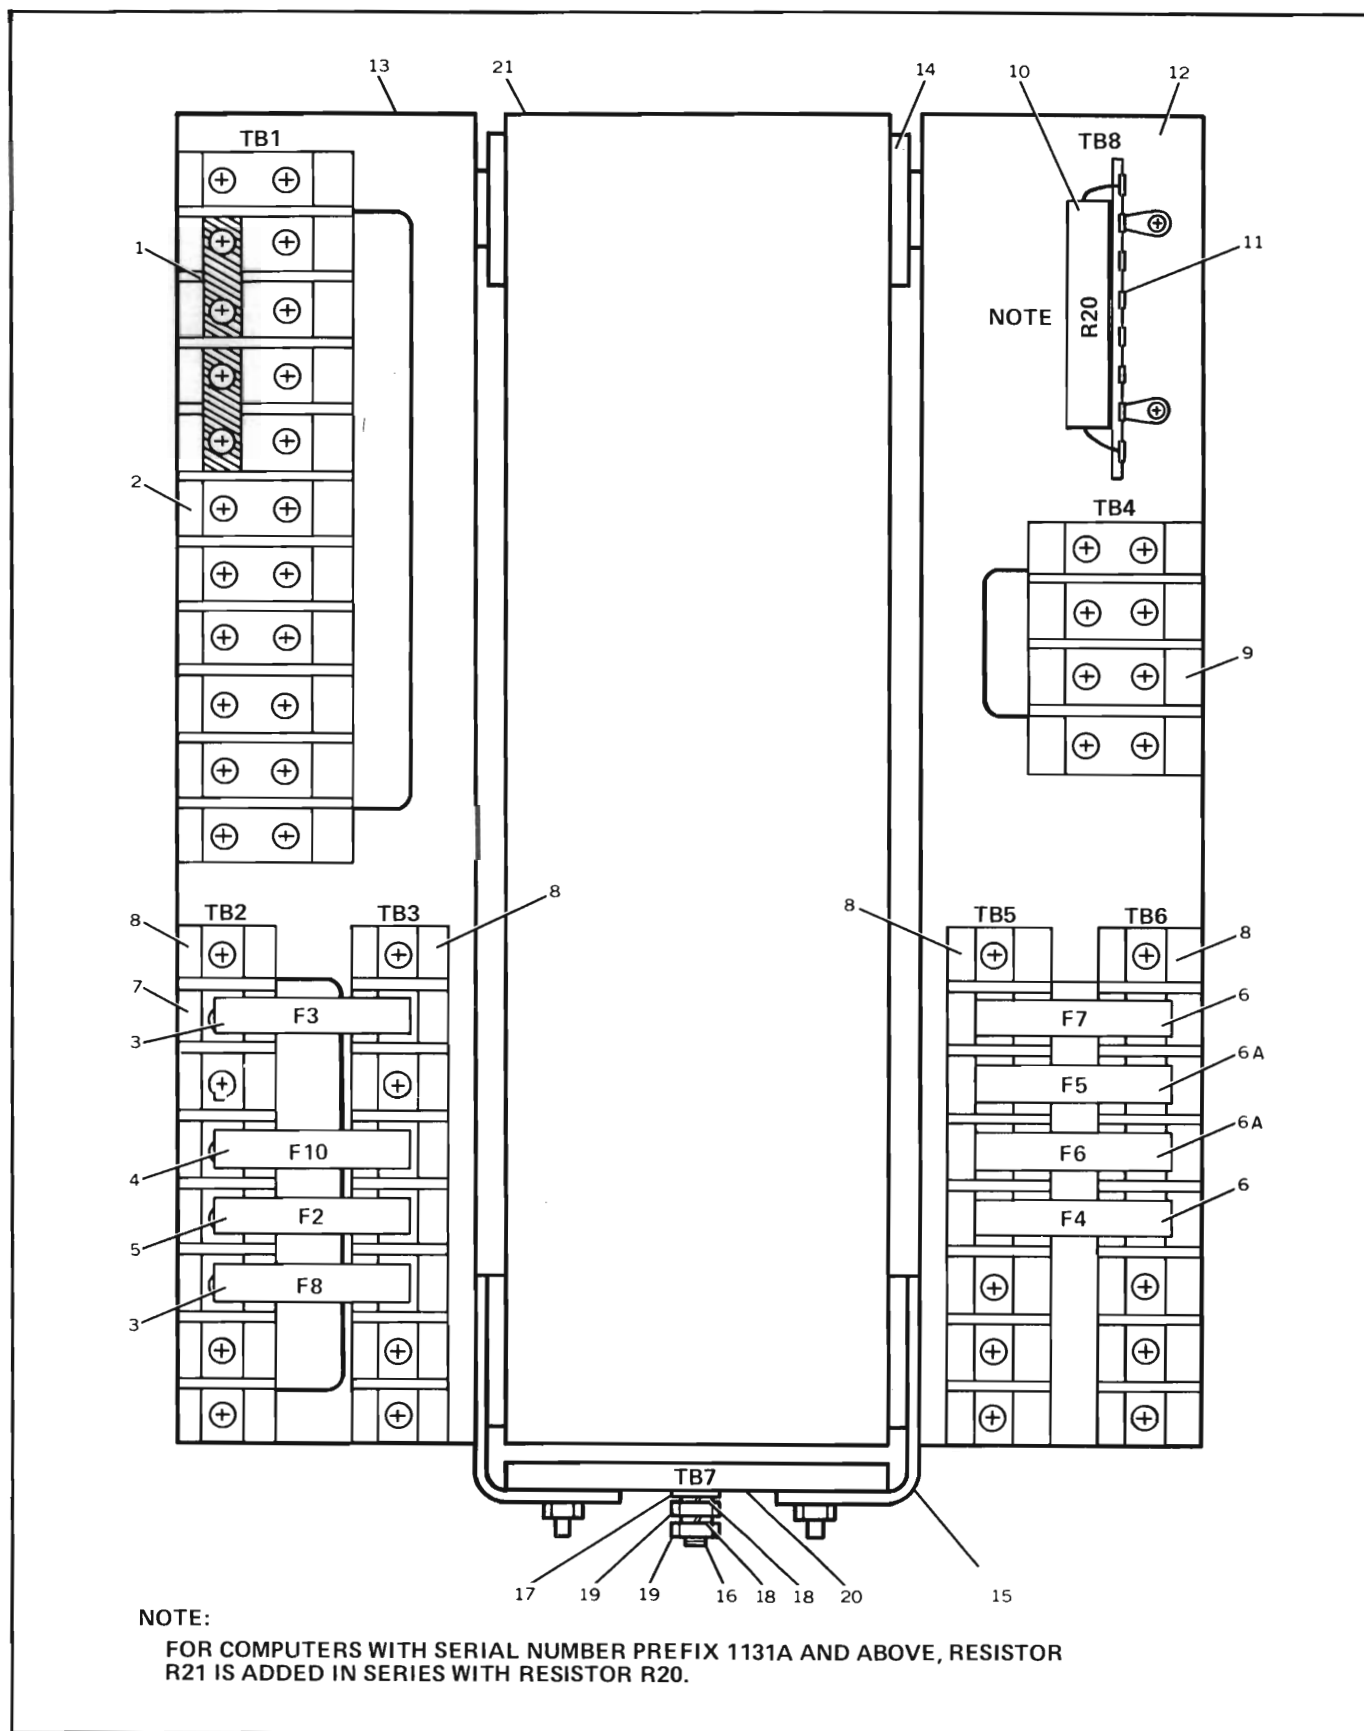 13
21
14
10
12
TB1
TB8
1
11
NOTE
R20
2
TB4
9
8
8
8
TB2
TB3
TB5
TB6
8
7
F3
3
F7
6
F5
6A
F10
4
F6
6A
F2
5
F4
6
F8
3
TB7
17
19
19
16
18
18
20
15
NOTE:
FOR COMPUTERS WITH SERIAL NUMBER PREFIX 1131A AND ABOVE, RESISTOR
R21 IS ADDED IN SERIES WITH RESISTOR R20.